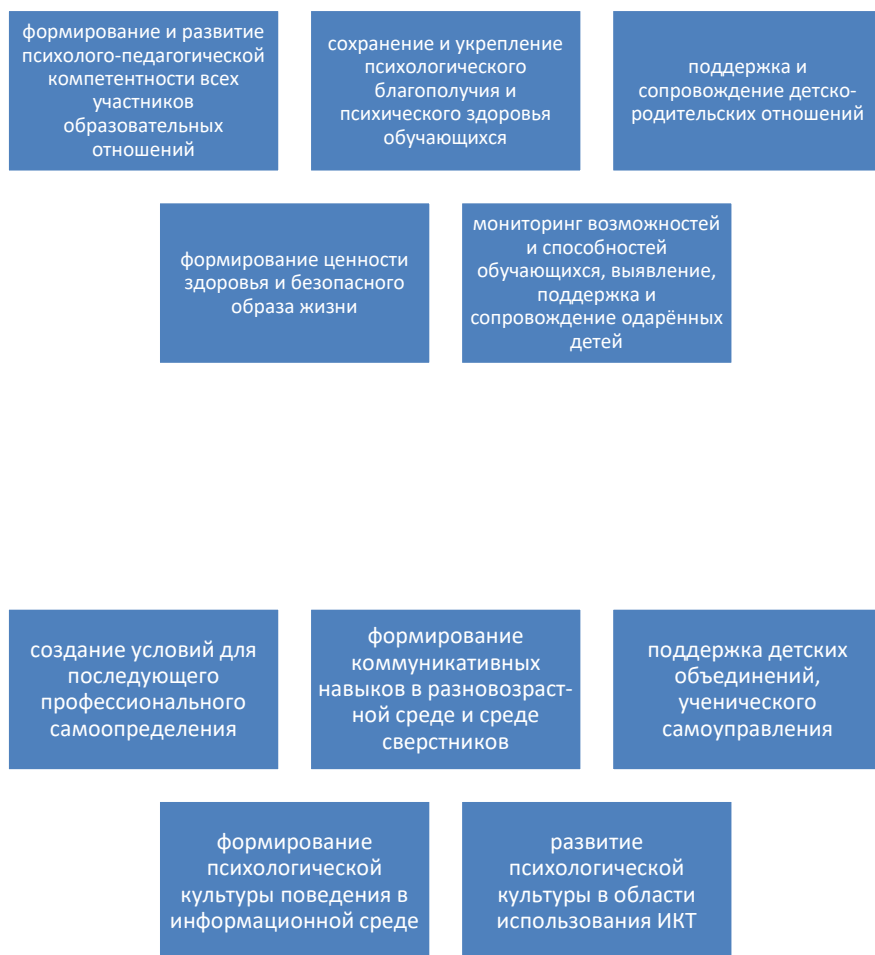 формирование и развитие
психолого-педагогической
компетентности всех
участников
образовательных
отношений
сохранение и укрепление
психологического
благополучия и
психического здоровья
обучающихся
поддержка и
сопровождение детско-
родительских отношений
формирование ценности
здоровья и безопасного
образа жизни
мониторинг возможностей
и способностей
обучающихся, выявление,
поддержка и
сопровождение одарённых
детей
создание условий для
последующего
профессионального
самоопределения
формирование
коммуникативных
навыков в разновозраст-
ной среде и среде
сверстников
поддержка детских
объединений,
ученического
самоуправления
формирование
психологической
культуры поведения в
информационной среде
развитие
психологической
культуры в области
использования ИКТ